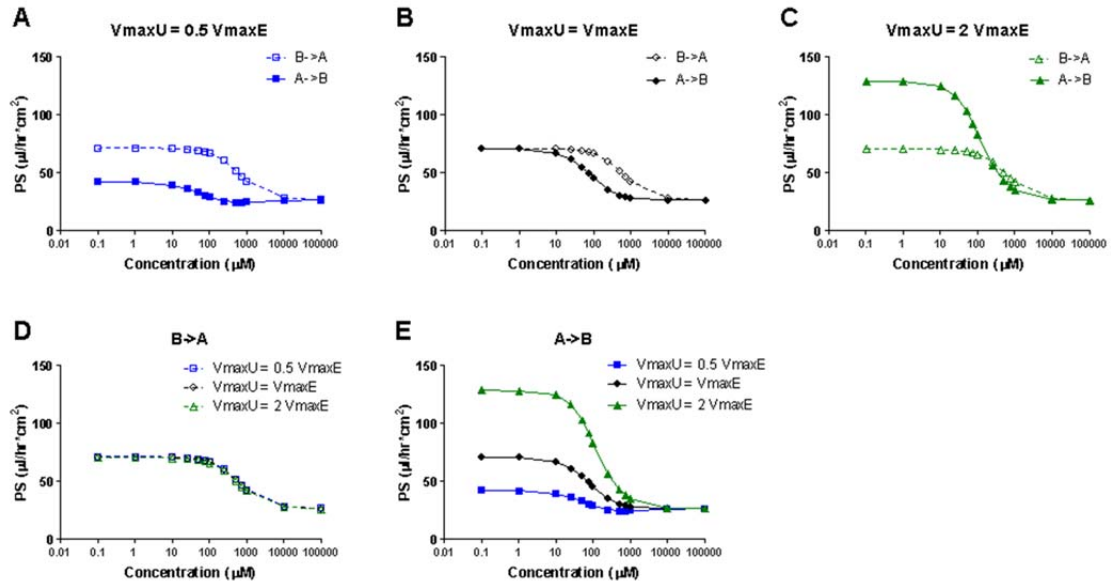 A
VmaxU = 0.5 VmaxE
B->A
A->B
150
100
50
0
PS (µl/hr*cm²)
0.01 0.1 1 10 100 1000 10000 100000
Concentration (µM)
B
VmaxU = VmaxE
B->A
A->B
150
100
50
0
PS (µl/hr*cm²)
0.01 0.1 1 10 100 1000 10000 100000
Concentration (µM)
C
VmaxU = 2 VmaxE
B->A
A->B
150
100
50
0
PS (µl/hr*cm²)
0.01 0.1 1 10 100 1000 10000 100000
Concentration (µM)
D
B->A
VmaxU = 0.5 VmaxE
VmaxU = VmaxE
VmaxU = 2 VmaxE
150
100
50
0
PS (µl/hr*cm²)
0.01 0.1 1 10 100 1000 10000 100000
Concentration (µM)
E
A->B
VmaxU = 0.5 VmaxE
VmaxU = VmaxE
VmaxU = 2 VmaxE
150
100
50
0
PS (µl/hr*cm²)
0.01 0.1 1 10 100 1000 10000 100000
Concentration (µM)